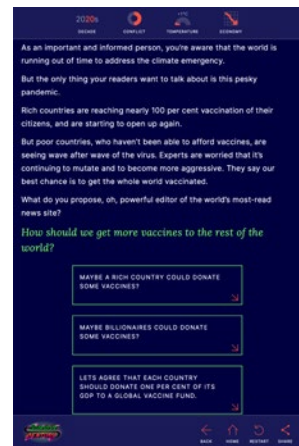 2020s
+1°C
DECADE
CONFLICT
TEMPERATURE
ECONOMY
As an important and informed person, you're aware that the world is
running out of time to address the climate emergency.
But the only thing your readers want to talk about is this pesky
pandemic.
Rich countries are reaching nearly 100 per cent vaccination of their
citizens, and are starting to open up again.
But poor countries, who haven't been able to afford vaccines, are
seeing wave after wave of the virus. Experts are worried that it's
continuing to mutate and to become more aggressive. They say our
best chance is to get the whole world vaccinated.
What do you propose, oh, powerful editor of the world's most-read
news site?
How should we get more vaccines to the rest of the
world?
MAYBE A RICH COUNTRY COULD DONATE
SOME VACCINES?
MAYBE BILLIONAIRES COULD DONATE
SOME VACCINES?
LETS AGREE THAT EACH COUNTRY
SHOULD DONATE ONE PER CENT OF ITS
GDP TO A GLOBAL VACCINE FUND.
BACK
HOME
RESTART
SHARE